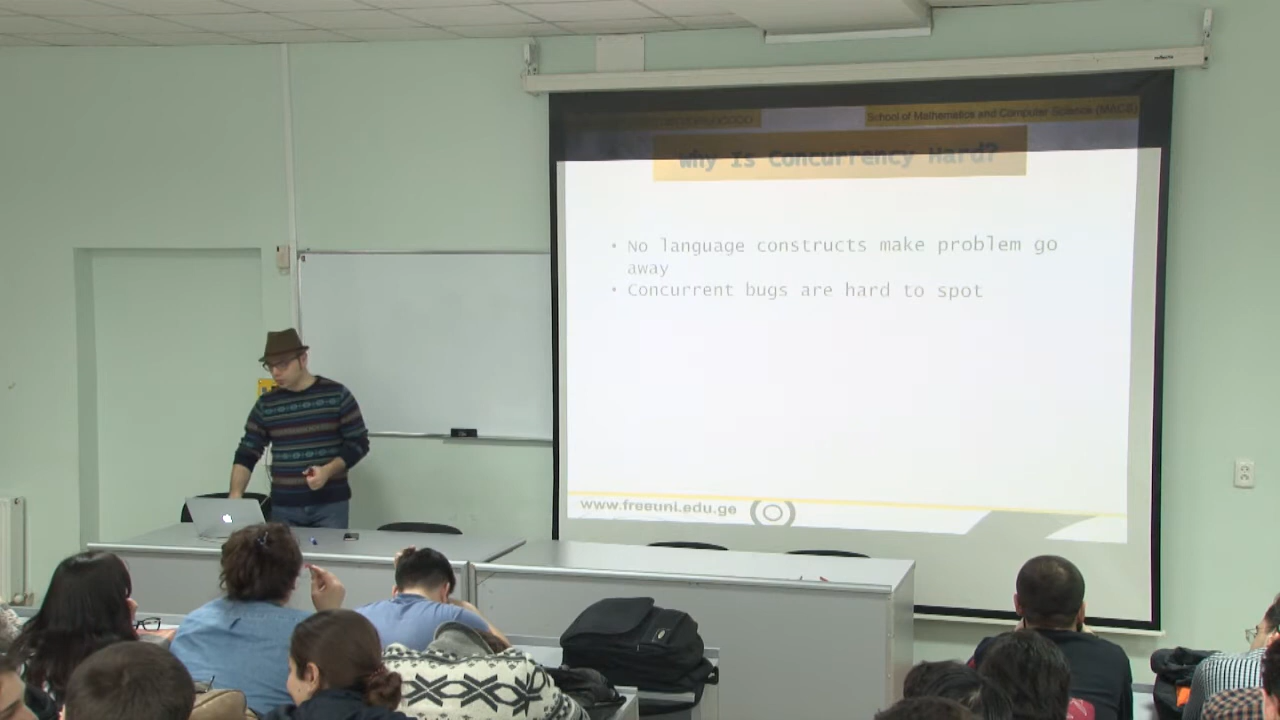 School of Mathematics and Computer Science (MACS)
Why Is Concurrency Hard?
• No language constructs make problem go
away
• Concurrent bugs are hard to spot
www.freeuni.edu.ge